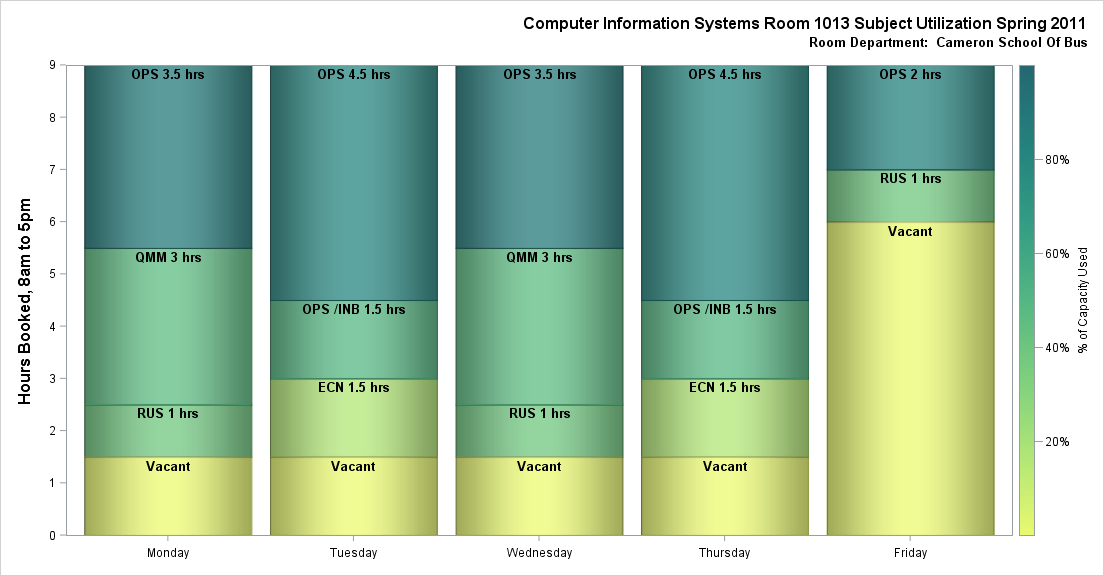 Computer Information Systems Room 1013 Subject Utilization Spring 2011
Room Department:  Cameron School Of Bus
Hours Booked, 8am to 5pm
9
8
7
6
5
4
3
2
1
0
OPS 3.5 hrs
QMM 3 hrs
RUS 1 hrs
Vacant
OPS 4.5 hrs
OPS /INB 1.5 hrs
ECN 1.5 hrs
Vacant
OPS 3.5 hrs
QMM 3 hrs
RUS 1 hrs
Vacant
OPS 4.5 hrs
OPS /INB 1.5 hrs
ECN 1.5 hrs
Vacant
OPS 2 hrs
RUS 1 hrs
Vacant
Monday
Tuesday
Wednesday
Thursday
Friday
80%
60%
40%
20%
% of Capacity Used